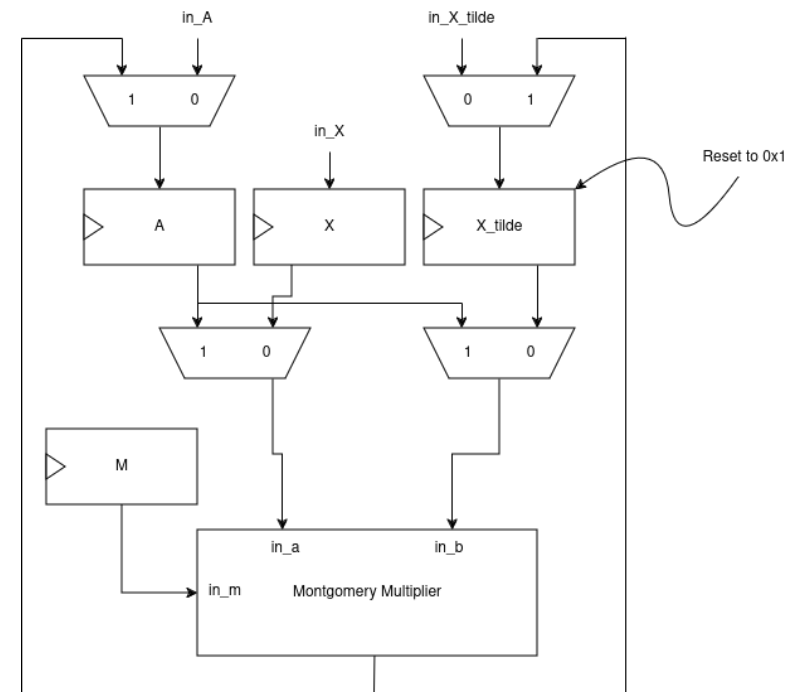 in_A
in_X_tilde
1 0
0 1
in_X
Reset to 0x1
A
X
X_tilde
1 0
1 0
M
in_a
in_b
in_m
Montgomery Multiplier